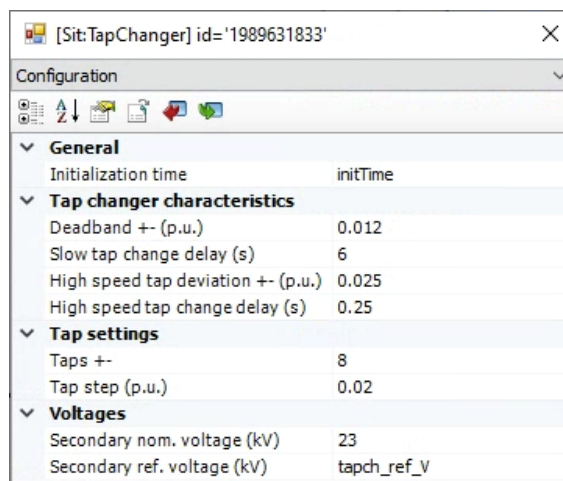 [Sit:TapChanger] id='1989631833'
Configuration
General
Initialization time initTime
Tap changer characteristics
Deadband +- (p.u.) 0.012
Slow tap change delay (s) 6
High speed tap deviation +- (p.u.) 0.025
High speed tap change delay (s) 0.25
Tap settings
Taps +- 8
Tap step (p.u.) 0.02
Voltages
Secondary nom. voltage (kV) 23
Secondary ref. voltage (kV) tapch_ref_V